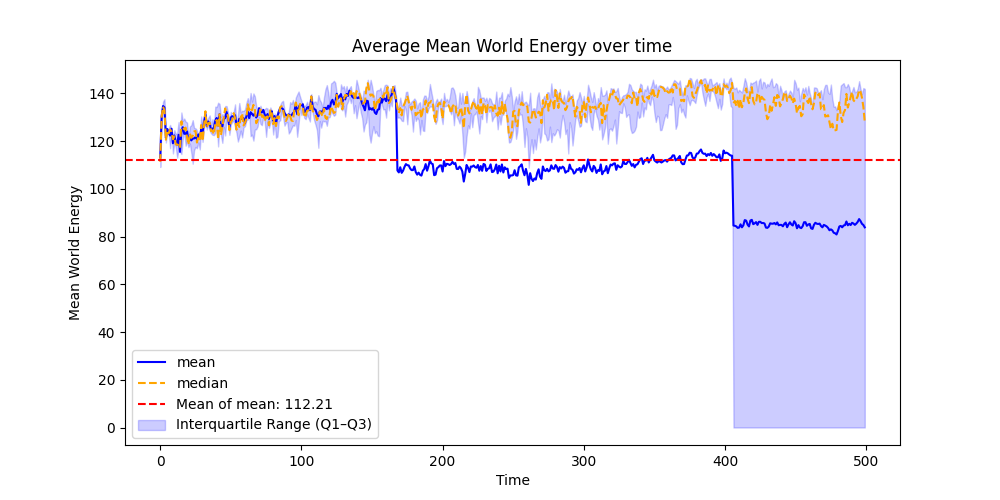 Average Mean World Energy over time
Mean World Energy
140
120
100
80
60
40
20
0
mean
median
Mean of mean: 112.21
Interquartile Range (Q1–Q3)
0
100
200
300
400
500
Time